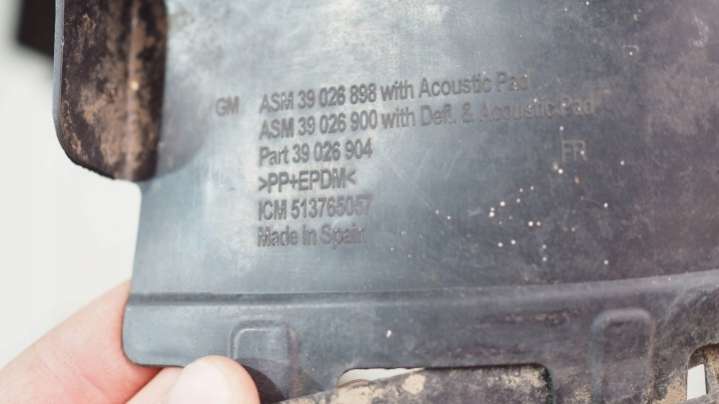 GM ASM 39 026 898 with Acoustic Pad
ASM 39 026 900 with Defl. & Acoustic Pad
Part 39 026 904
FR
>PP+EPDM<
ICM 513765057
Made In Spain